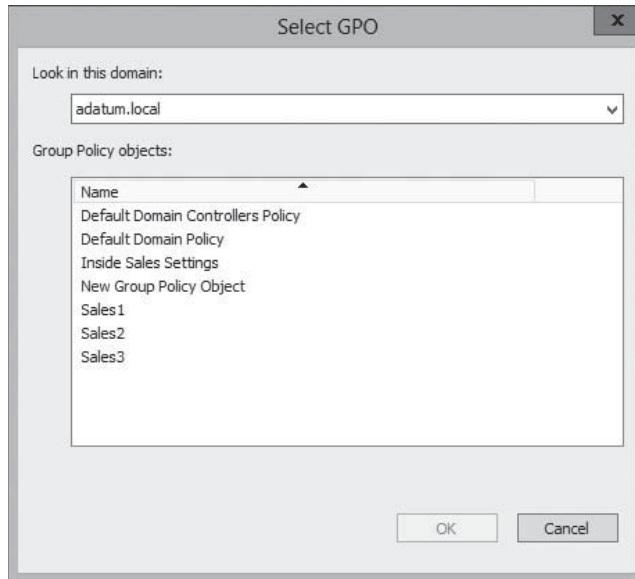 Select GPO
x
Look in this domain:
adatum.local
Group Policy objects:
Name
Default Domain Controllers Policy
Default Domain Policy
Inside Sales Settings
New Group Policy Object
Sales1
Sales2
Sales3
OK
Cancel